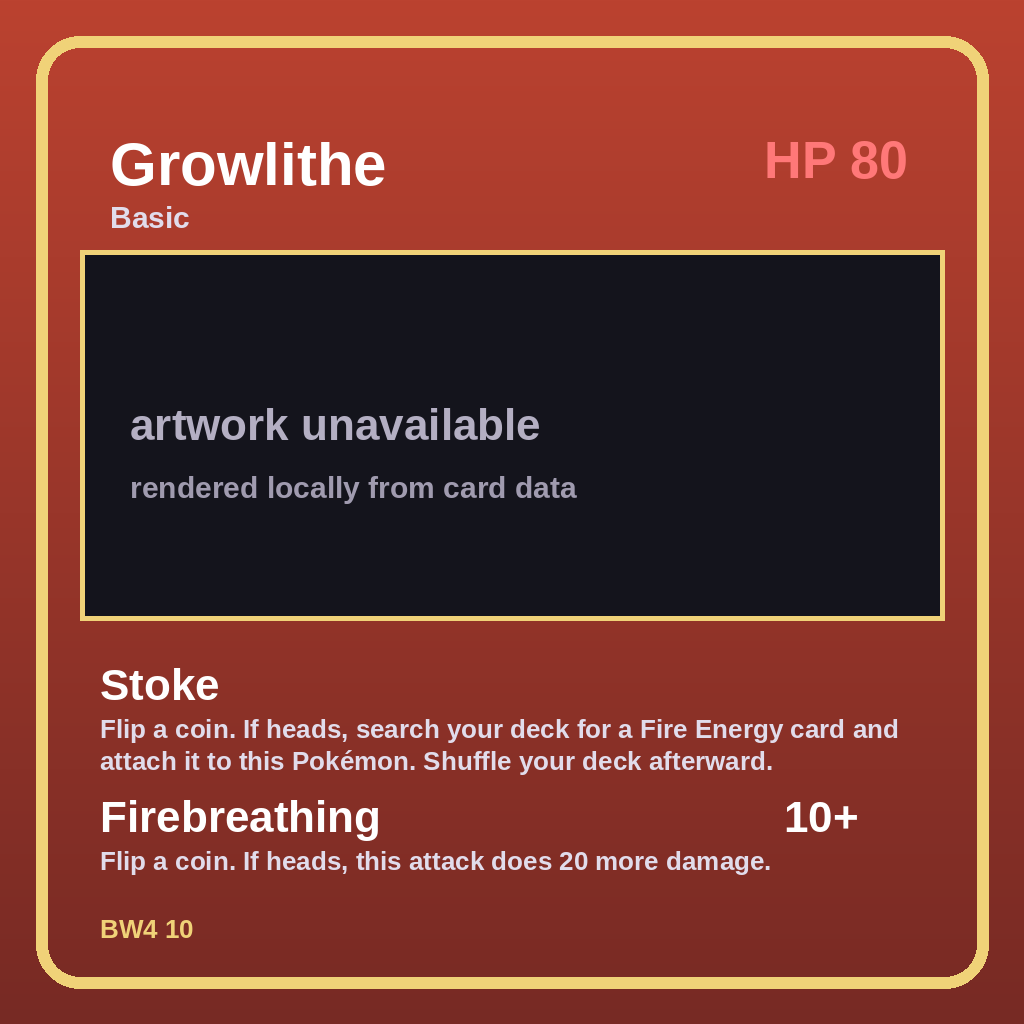 Growlithe
HP 80
Basic
artwork unavailable
rendered locally from card data
Stoke
Flip a coin. If heads, search your deck for a Fire Energy card and
attach it to this Pokémon. Shuffle your deck afterward.
Firebreathing 10+
Flip a coin. If heads, this attack does 20 more damage.
BW4 10